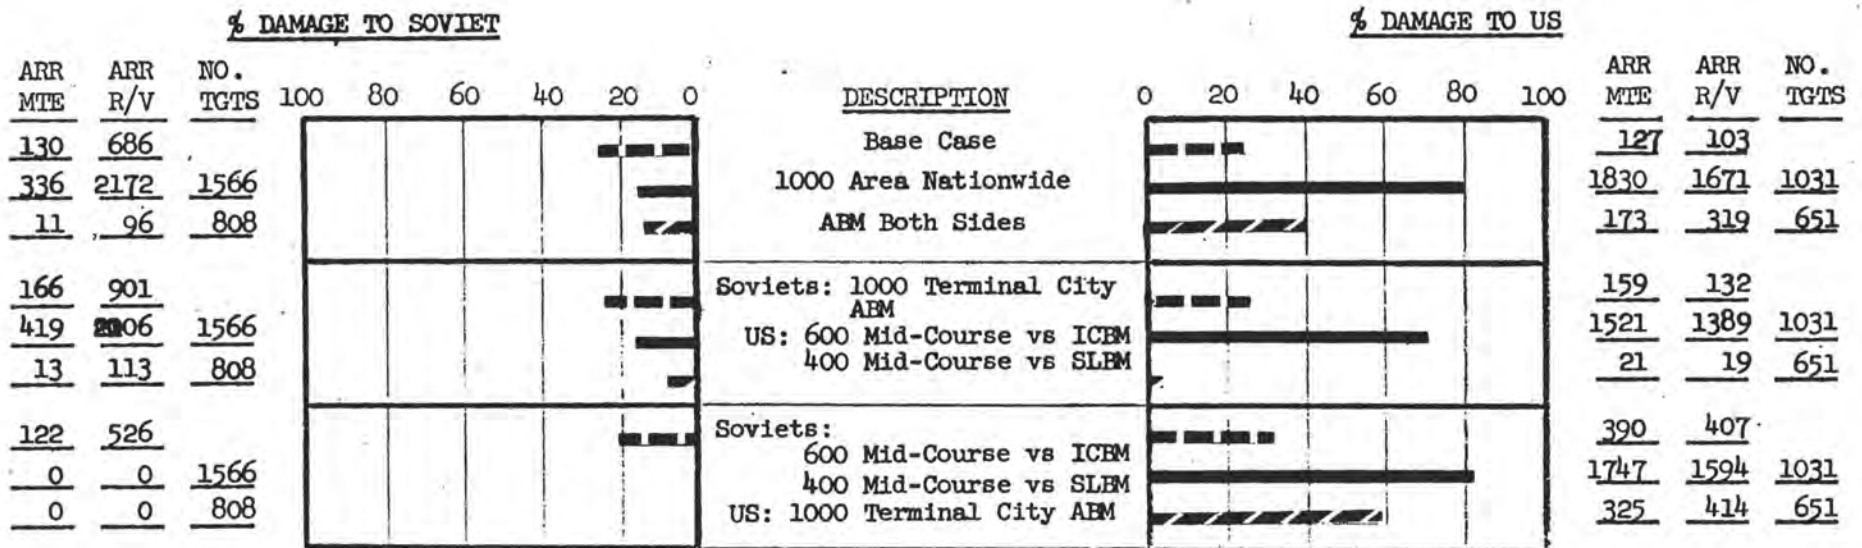 % DAMAGE TO SOVIET
% DAMAGE TO US
ARR ARR NO.
MTE R/V TGTS
100 80 60 40 20 0
DESCRIPTION
0 20 40 60 80 100
ARR ARR NO.
MTE R/V TGTS
130 686
Base Case
127 103
336 2172 1566
1000 Area Nationwide
1830 1671 1031
11 96 808
ABM Both Sides
173 319 651
166 901
Soviets: 1000 Terminal City
ABM
159 132
419 1566
US: 600 Mid-Course vs ICBM
1521 1389 1031
13 113 808
400 Mid-Course vs SLBM
21 19 651
122 526
Soviets:
390 407
600 Mid-Course vs ICBM
0 0 1566
400 Mid-Course vs SLBM
1747 1594 1031
0 0 808
US: 1000 Terminal City ABM
325 414 651